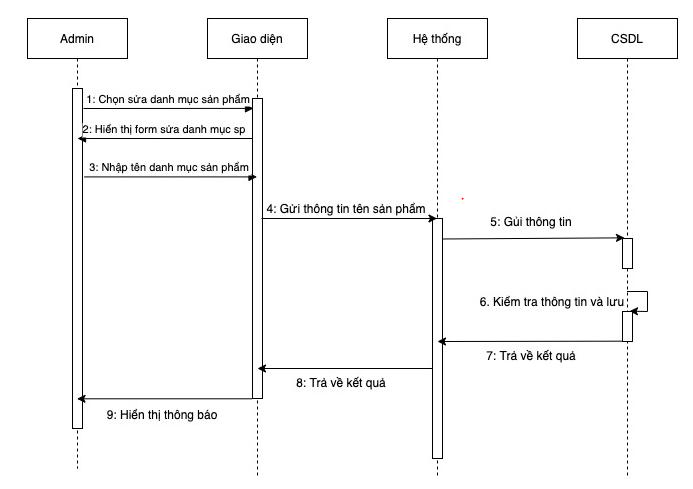 Admin
Giao diện
Hệ thống
CSDL
1: Chọn sửa danh mục sản phẩm
2: Hiển thị form sửa danh mục sp
3: Nhập tên danh mục sản phẩm
4: Gửi thông tin tên sản phẩm
5: Gùi thông tin
6. Kiểm tra thông tin và lưu
7: Trả về kết quả
8: Trả về kết quả
9: Hiển thị thông báo